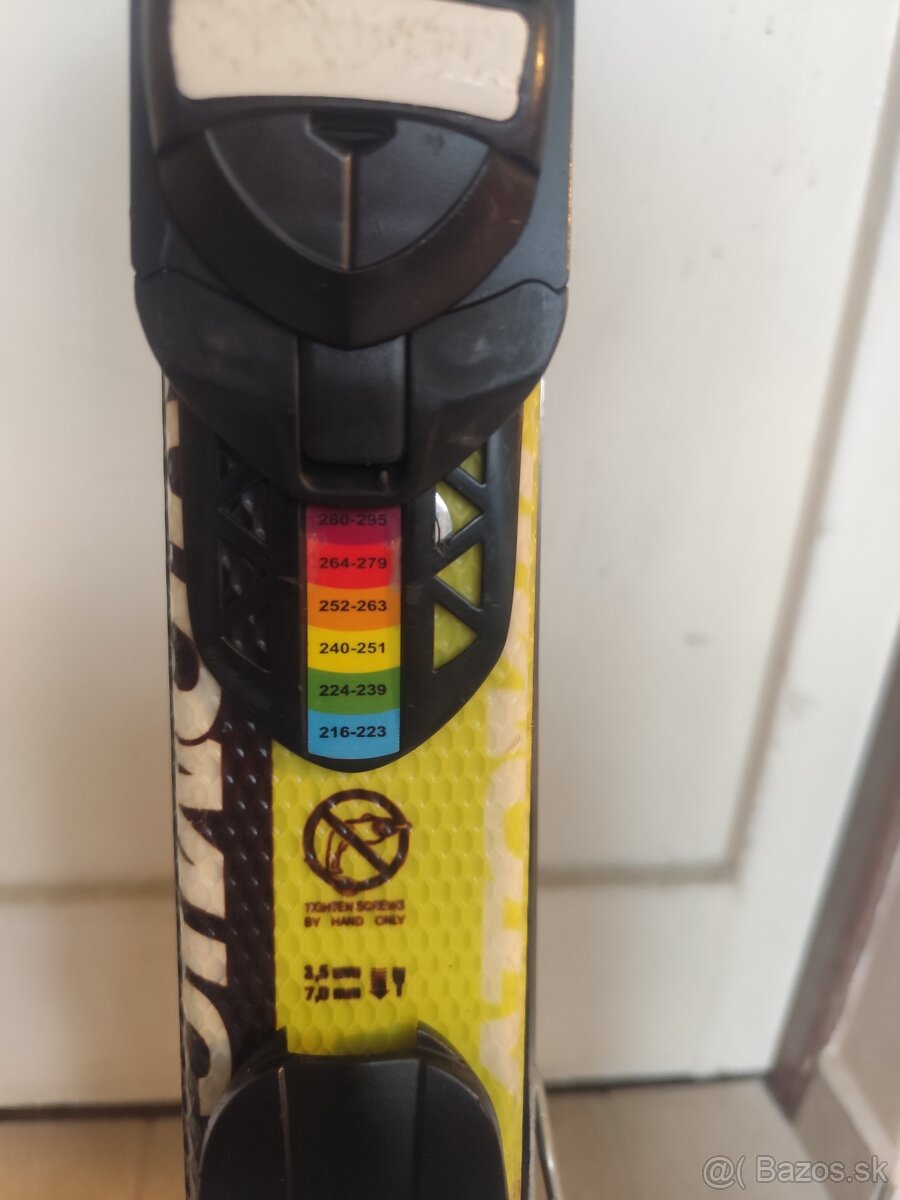 280-295
264-279
252-263
240-251
224-239
216-223
TIGHTEN SCREWS
BY HAND ONLY
3,5 mm
7,0 mm
@( Bazos.sk